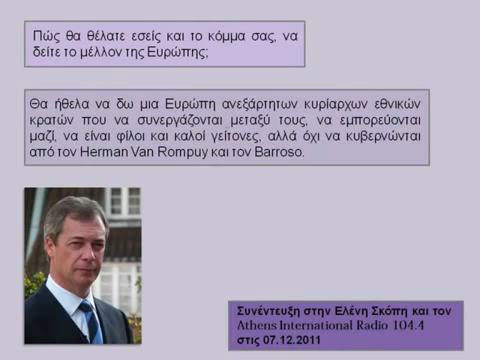 Πώς θα θέλατε εσείς και το κόμμα σας, να
δείτε το μέλλον της Ευρώπης;
Θα ήθελα να δω μια Ευρώπη ανεξάρτητων κυρίαρχων εθνικών
κρατών που να συνεργάζονται μεταξύ τους, να εμπορεύονται
μαζί, να είναι φίλοι και καλοί γείτονες, αλλά όχι να κυβερνώνται
από τον Herman Van Rompuy και τον Barroso.
Συνέντευξη στην Ελένη Σκόπη και τον
Athens International Radio 104.4
στις 07.12.2011